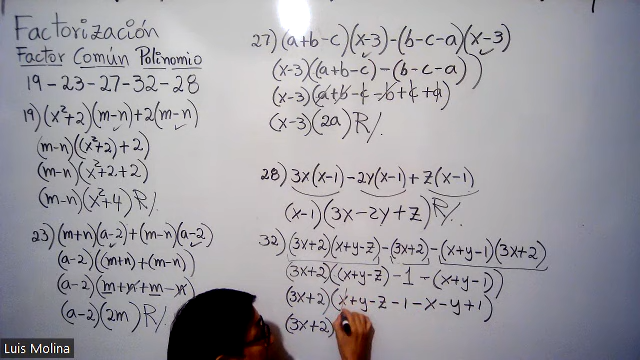 Factorización
Factor Común Polinomio
19-23-27-32-28
19) (x²+2)(m-n)+2(m-n)
(m-n)((x²+2)+2)
(m-n)(x²+2+2)
(m-n)(x²+4) R/.
23) (m+n)(a-2)+(m-n)(a-2)
(a-2)((m+n)+(m-n))
(a-2)(m+n+m-n)
(a-2)(2m) R/.
27) (a+b-c)(x-3)-(b-c-a)(x-3)
(x-3)((a+b-c)-(b-c-a))
(x-3)(a+b-c-b+c+a)
(x-3)(2a) R/.
28) 3x(x-1)-2y(x-1)+z(x-1)
(x-1)(3x-2y+z) R/.
32) (3x+2)(x+y-z)-(3x+2)-(x+y-1)(3x+2)
(3x+2)((x+y-z)-1-(x+y-1))
(3x+2)(x+y-z-1-x-y+1)
(3x+2)
Luis Molina